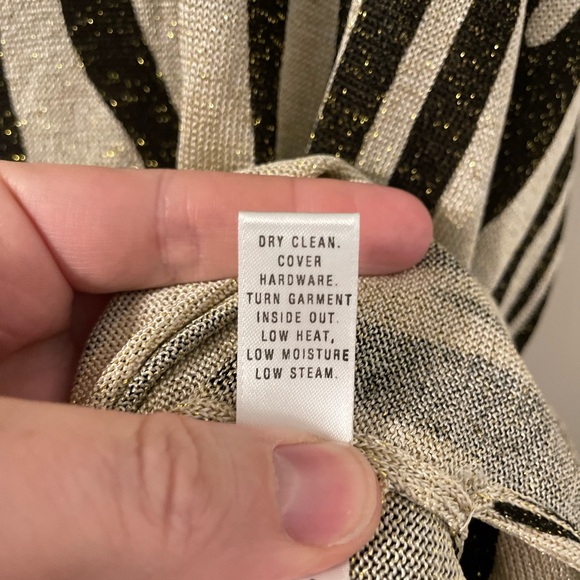 DRY CLEAN.
COVER
HARDWARE.
TURN GARMENT
INSIDE OUT.
LOW HEAT,
LOW MOISTURE
LOW STEAM.